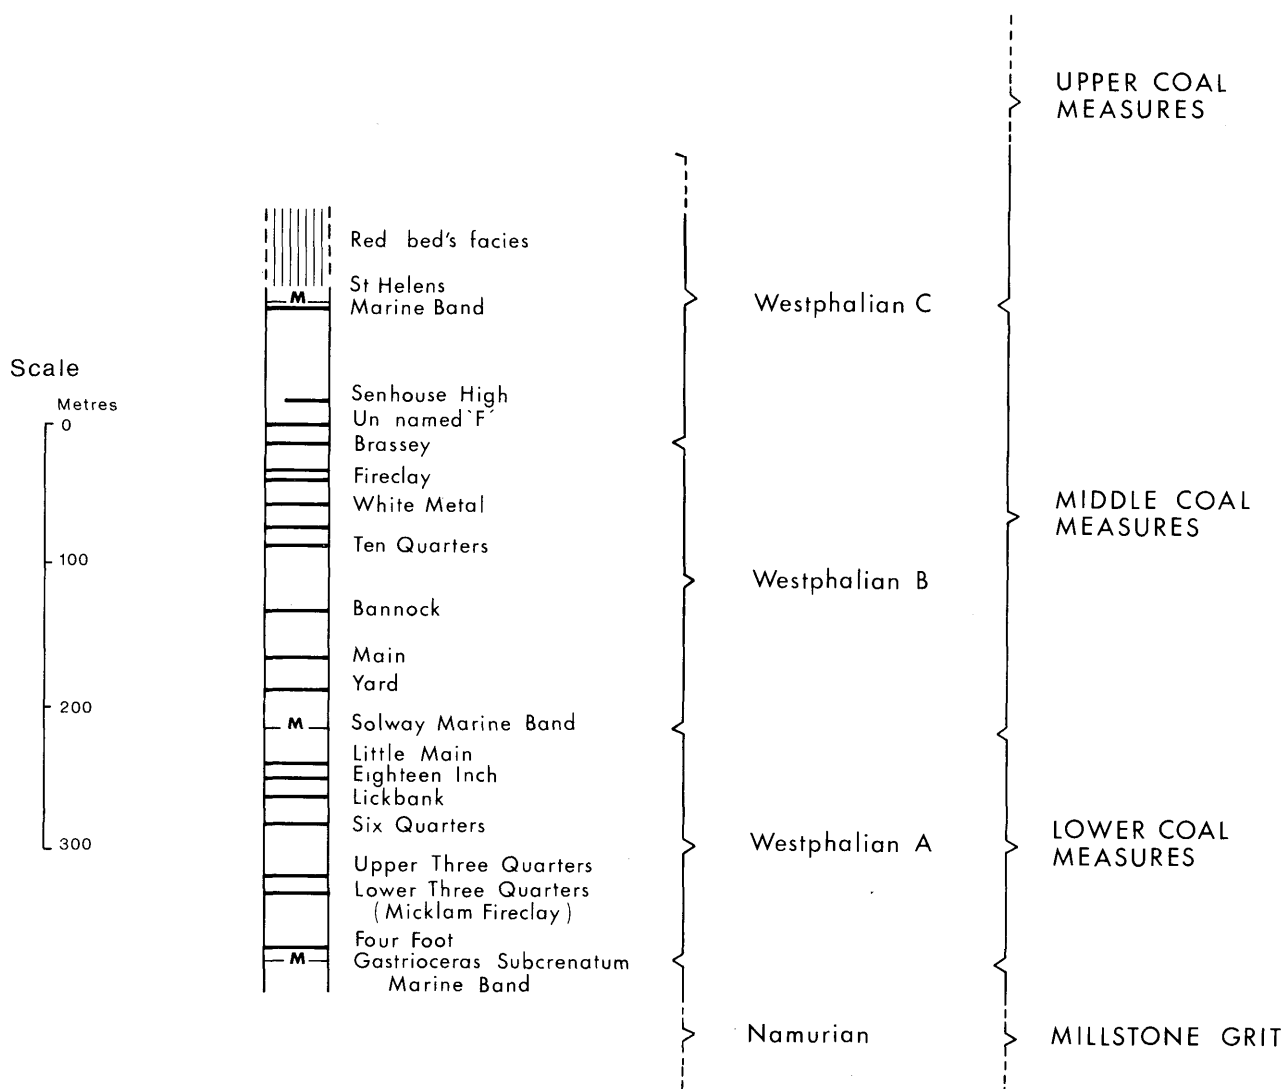 UPPER COAL
MEASURES
Red bed's facies
St Helens
M
Marine Band
Westphalian C
Scale
Metres
0
100
200
300
Senhouse High
Un named `F´
Brassey
Fireclay
White Metal
Ten Quarters
Bannock
Main
Yard
M
Solway Marine Band
Little Main
Eighteen Inch
Lickbank
Six Quarters
Upper Three Quarters
Lower Three Quarters
(Micklam Fireclay)
Four Foot
M
Gastrioceras Subcrenatum
Marine Band
Westphalian B
Westphalian A
Namurian
MIDDLE COAL
MEASURES
LOWER COAL
MEASURES
MILLSTONE GRIT